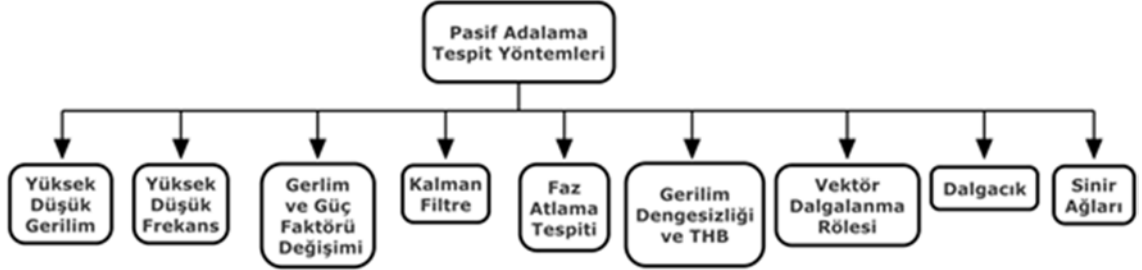 Pasif Adalama
Tespit Yöntemleri
Yüksek
Düşük
Gerilim
Yüksek
Düşük
Frekans
Gerlim
ve Güç
Faktörü
Değişimi
Kalman
Filtre
Faz
Atlama
Tespiti
Gerilim
Dengesizliği
ve THB
Vektör
Dalgalanma
Rölesi
Dalgacık
Sinir
Ağları